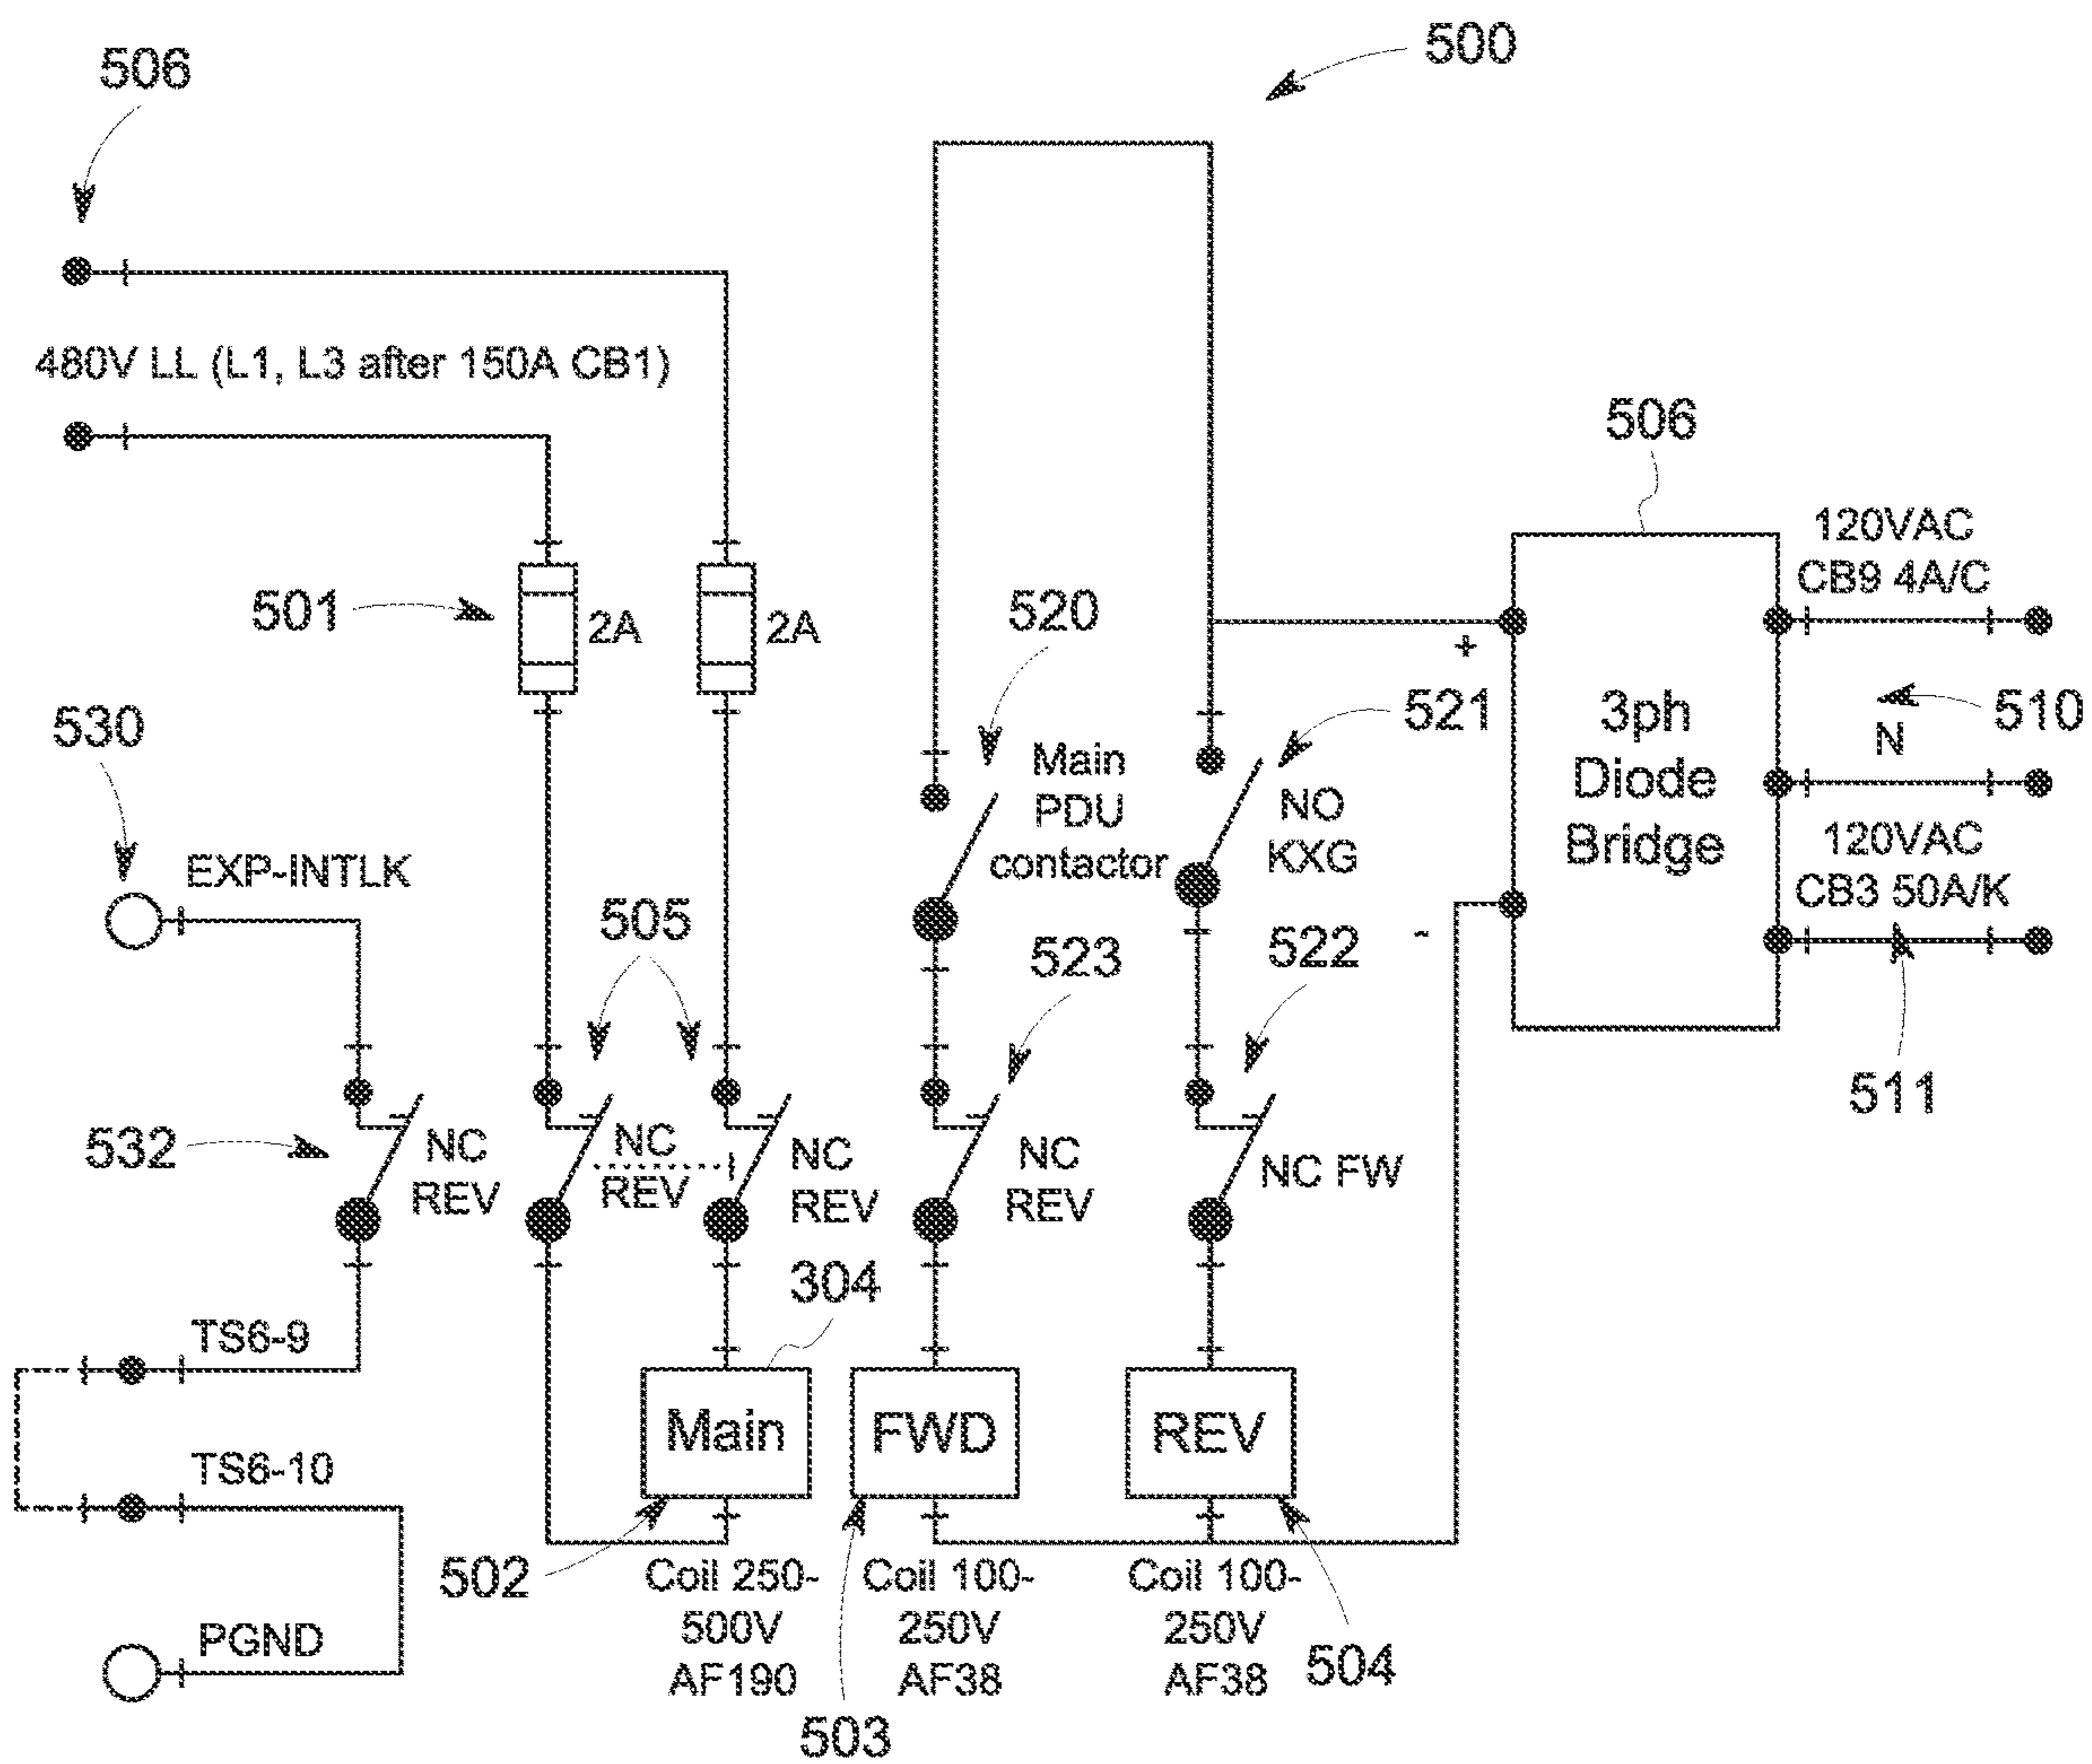 500
506
480V LL (L1, L3 after 150A CB1)
506
120VAC
CB9 4A/C
501
2A
2A
520
+
521
510
N
530
Main
PDU
contactor
NO
KXG
3ph
Diode
Bridge
120VAC
CB3 50A/K
EXP-INTLK
505
523
522
-
511
532
NC
REV
NC
REV
NC
REV
NC
REV
NC FW
304
TS6-9
Main
FWD
REV
TS6-10
502
Coil 250-
500V
AF190
Coil 100-
250V
AF38
Coil 100-
250V
AF38
504
PGND
503